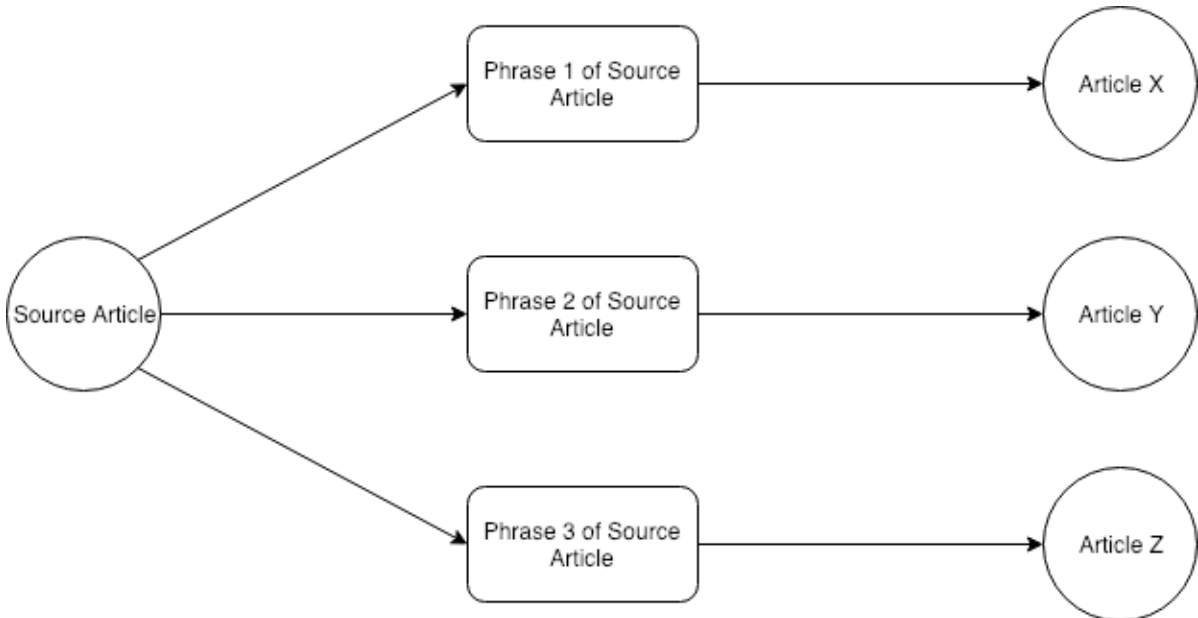 Phrase 1 of Source
Article
Article X
Source Article
Phrase 2 of Source
Article
Article Y
Phrase 3 of Source
Article
Article Z